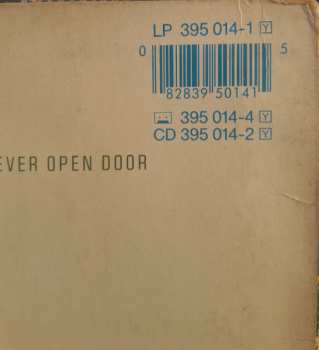 LP 395 014-1 Y
0 5
82839 50141
395 014-4 Y
CD 395 014-2 Y
EVER OPEN DOOR